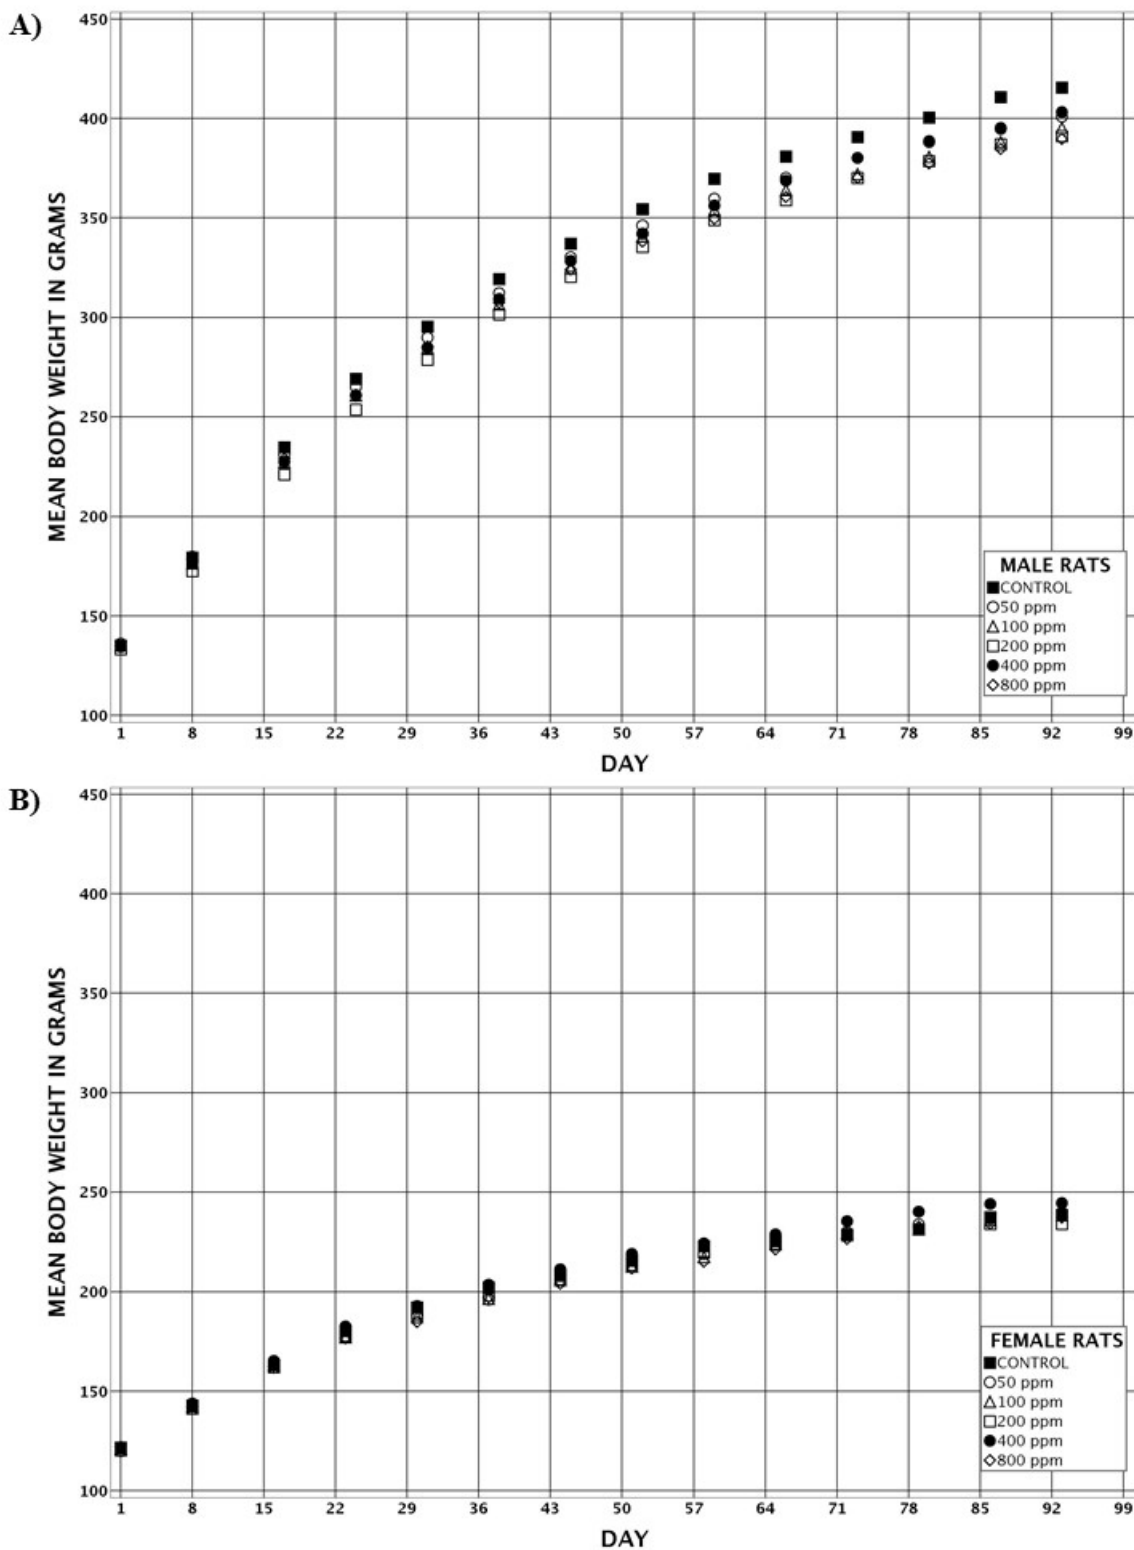 A)
450
400
350
300
250
200
150
100
MEAN BODY WEIGHT IN GRAMS
MALE RATS
CONTROL
50 ppm
100 ppm
200 ppm
400 ppm
800 ppm
1 8 15 22 29 36 43 50 57 64 71 78 85 92 99
DAY
B)
450
400
350
300
250
200
150
100
MEAN BODY WEIGHT IN GRAMS
FEMALE RATS
CONTROL
50 ppm
100 ppm
200 ppm
400 ppm
800 ppm
1 8 15 22 29 36 43 50 57 64 71 78 85 92 99
DAY